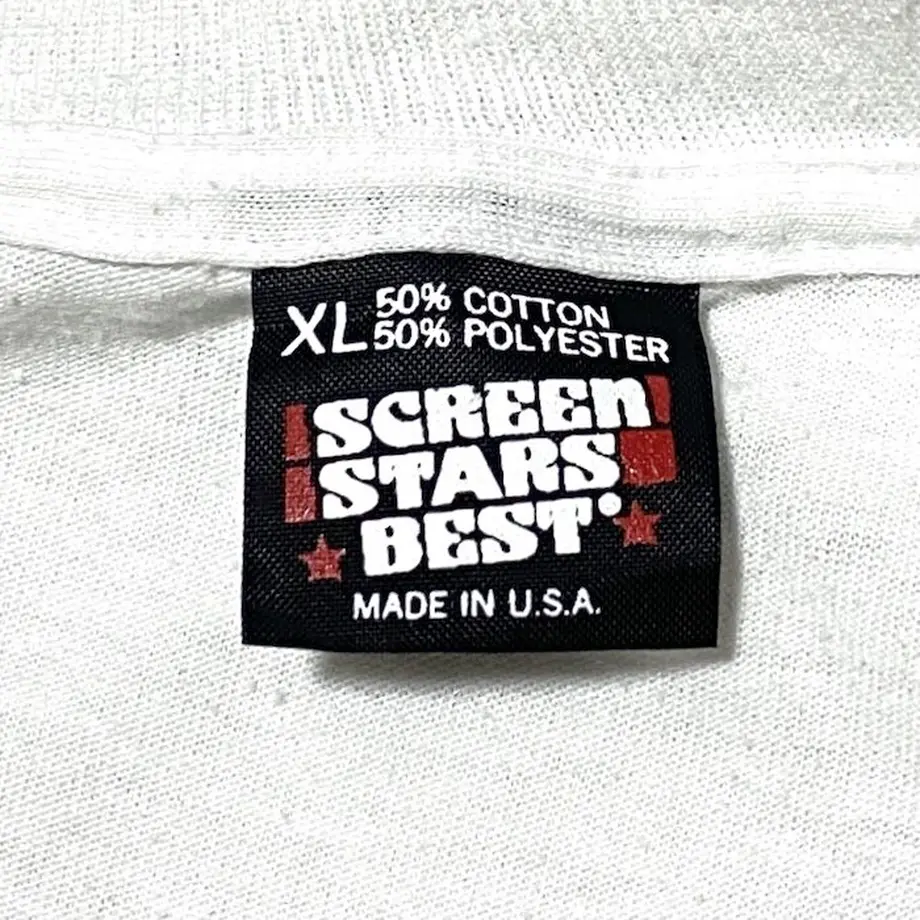 XL 50% COTTON
50% POLYESTER
SCREEN
STARS
BEST
MADE IN U.S.A.